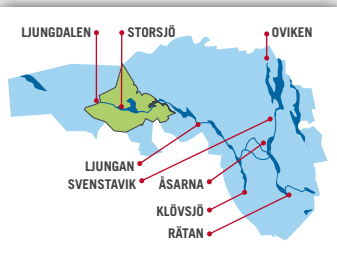 LJUNGDALEN
STORSJÖ
OVIKEN
LJUNGAN
SVENSTAVIK
ÅSARNA
KLÖVSJÖ
RÄTAN